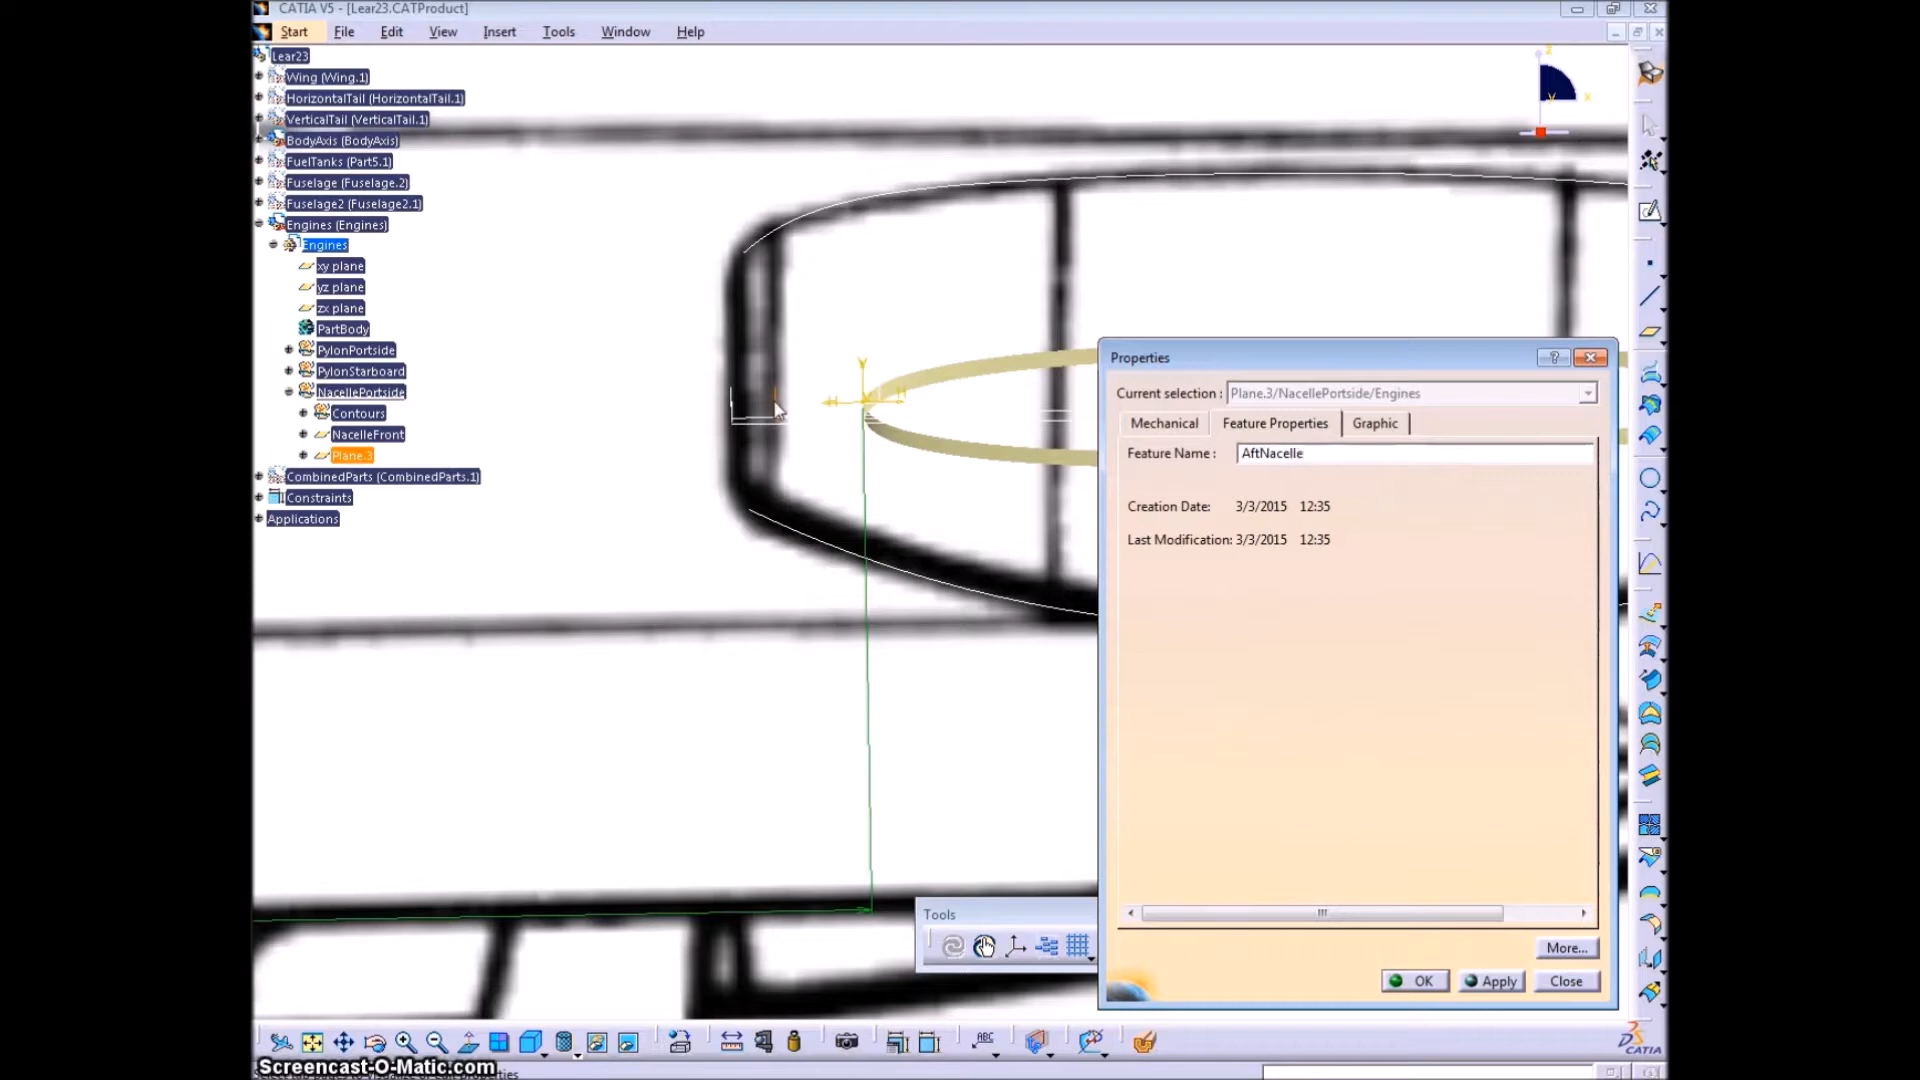 CATIA V5 - [Lear23.CATProduct]
Start File Edit View Insert Tools Window Help
Lear23
Wing (Wing.1)
HorizontalTail (HorizontalTail.1)
VerticalTail (VerticalTail.1)
BodyAxis (BodyAxis)
FuelTanks (Part5.1)
Fuselage (Fuselage.2)
Fuselage2 (Fuselage2.1)
Engines (Engines)
Engines
xy plane
yz plane
zx plane
PartBody
PylonPortside
PylonStarboard
NacellePortside
Contours
NacelleFront
Plane.3
CombinedParts (CombinedParts.1)
Constraints
Applications
z
y x
V
H H
Properties
Current selection : Plane.3/NacellePortside/Engines
Mechanical Feature Properties Graphic
Feature Name : AftNacelle
Creation Date: 3/3/2015 12:35
Last Modification: 3/3/2015 12:35
More...
OK Apply Close
Tools
ABC
CATIA
Screencast-O-Matic.com